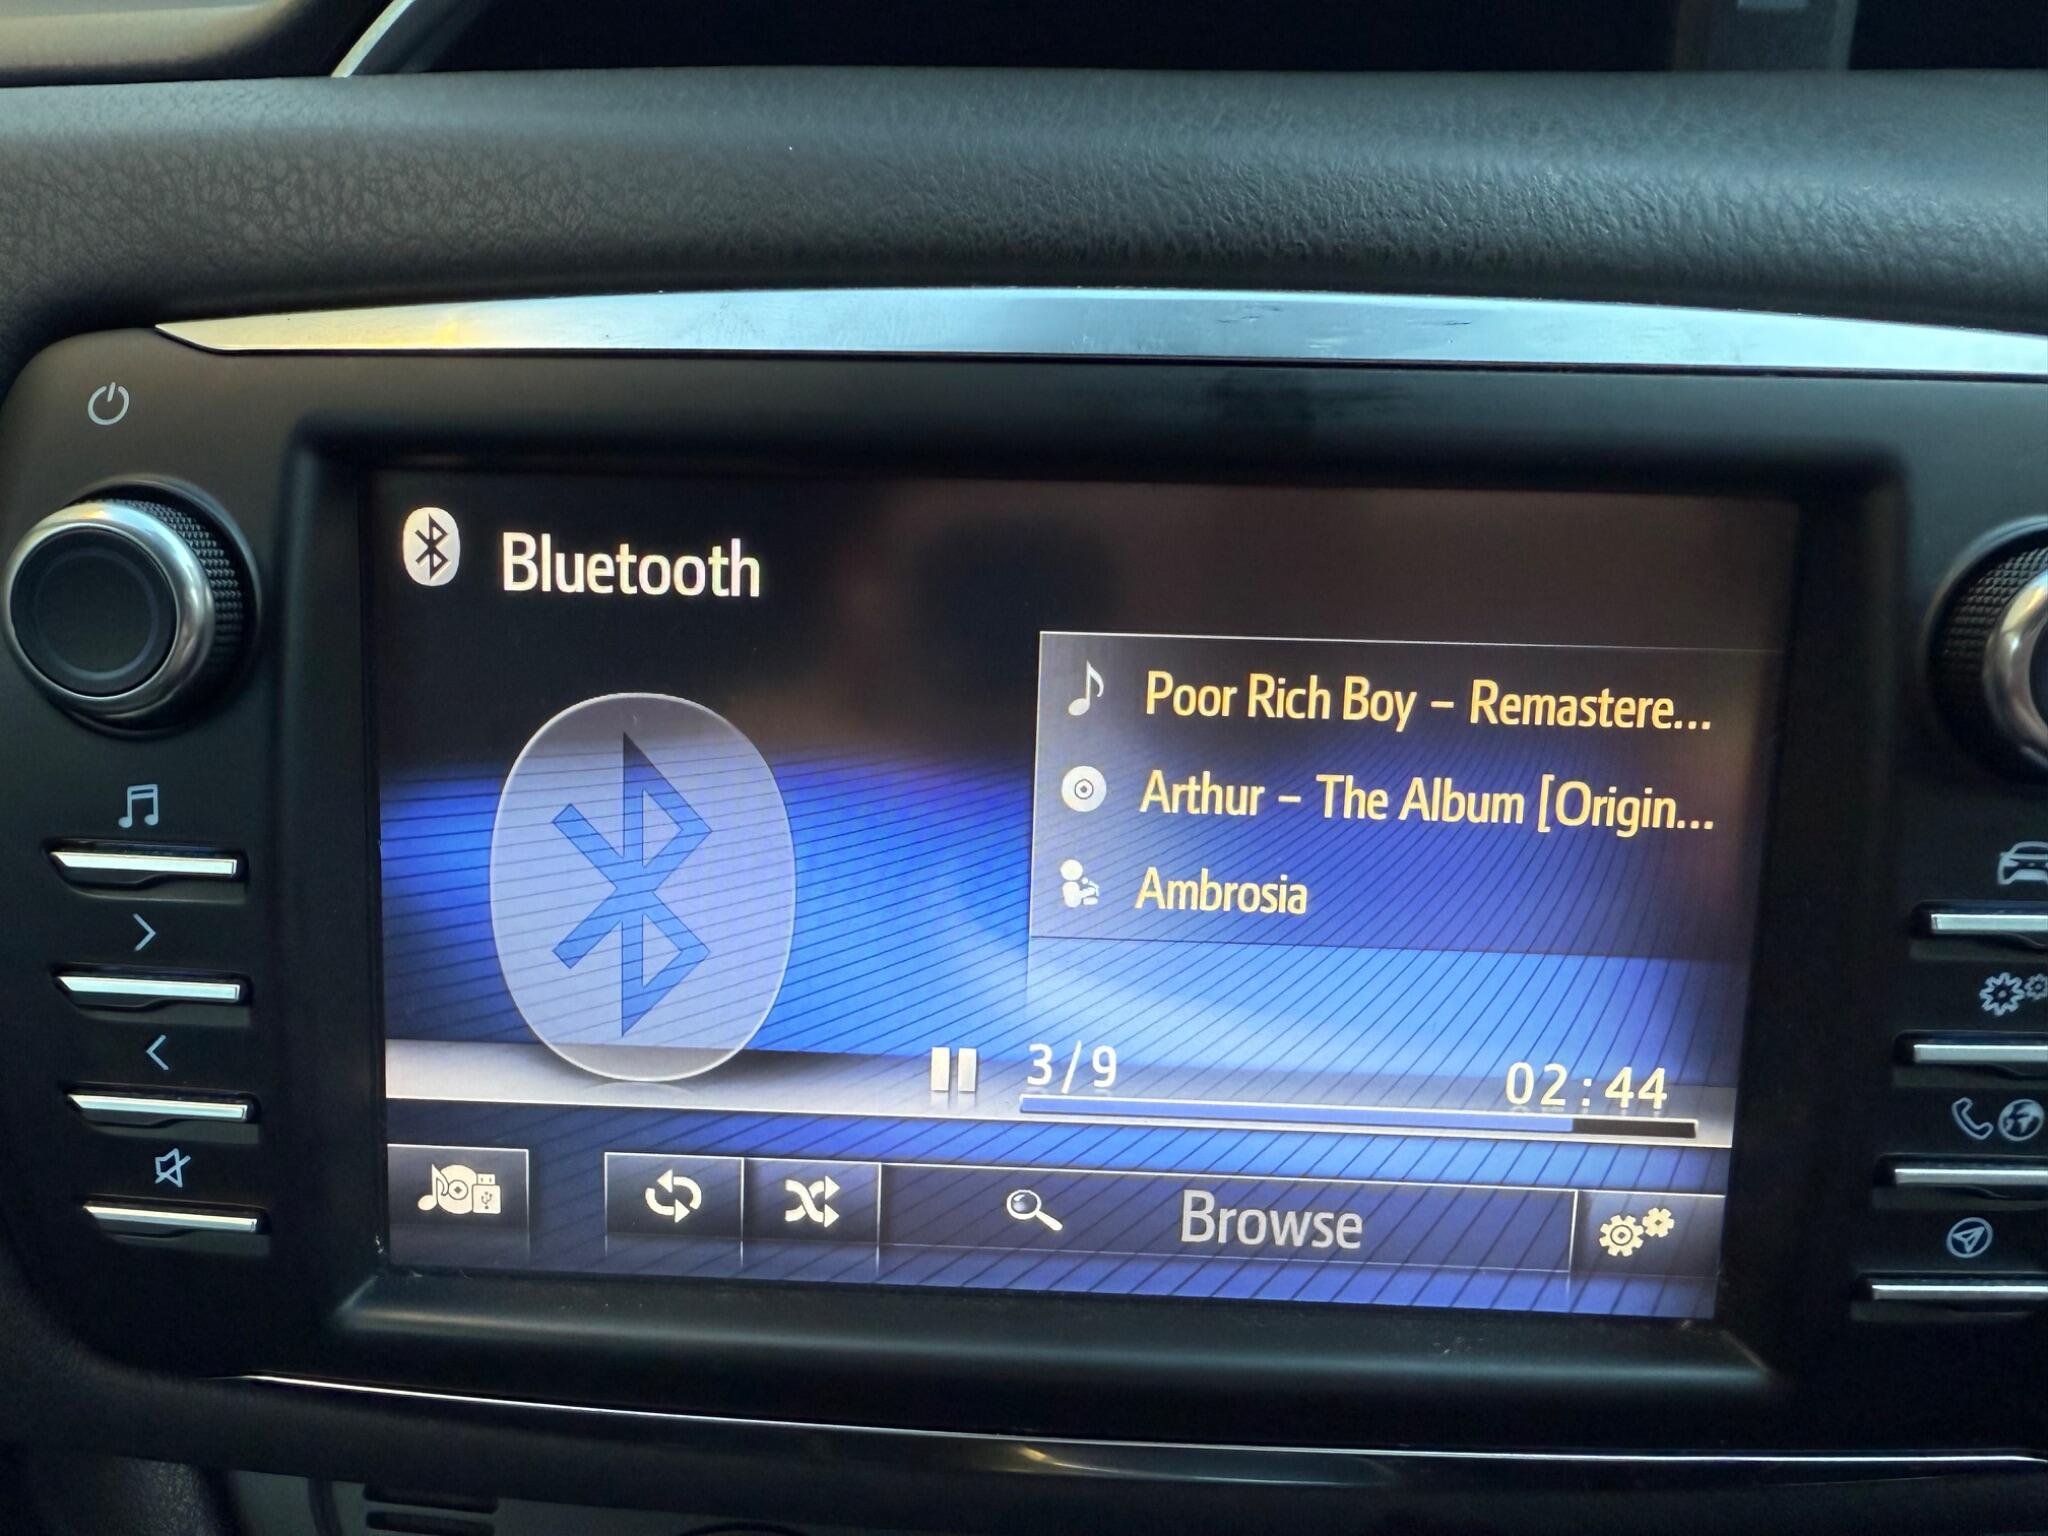 Bluetooth
Poor Rich Boy – Remastere...
Arthur – The Album [Origin...
Ambrosia
3/9
02:44
Browse